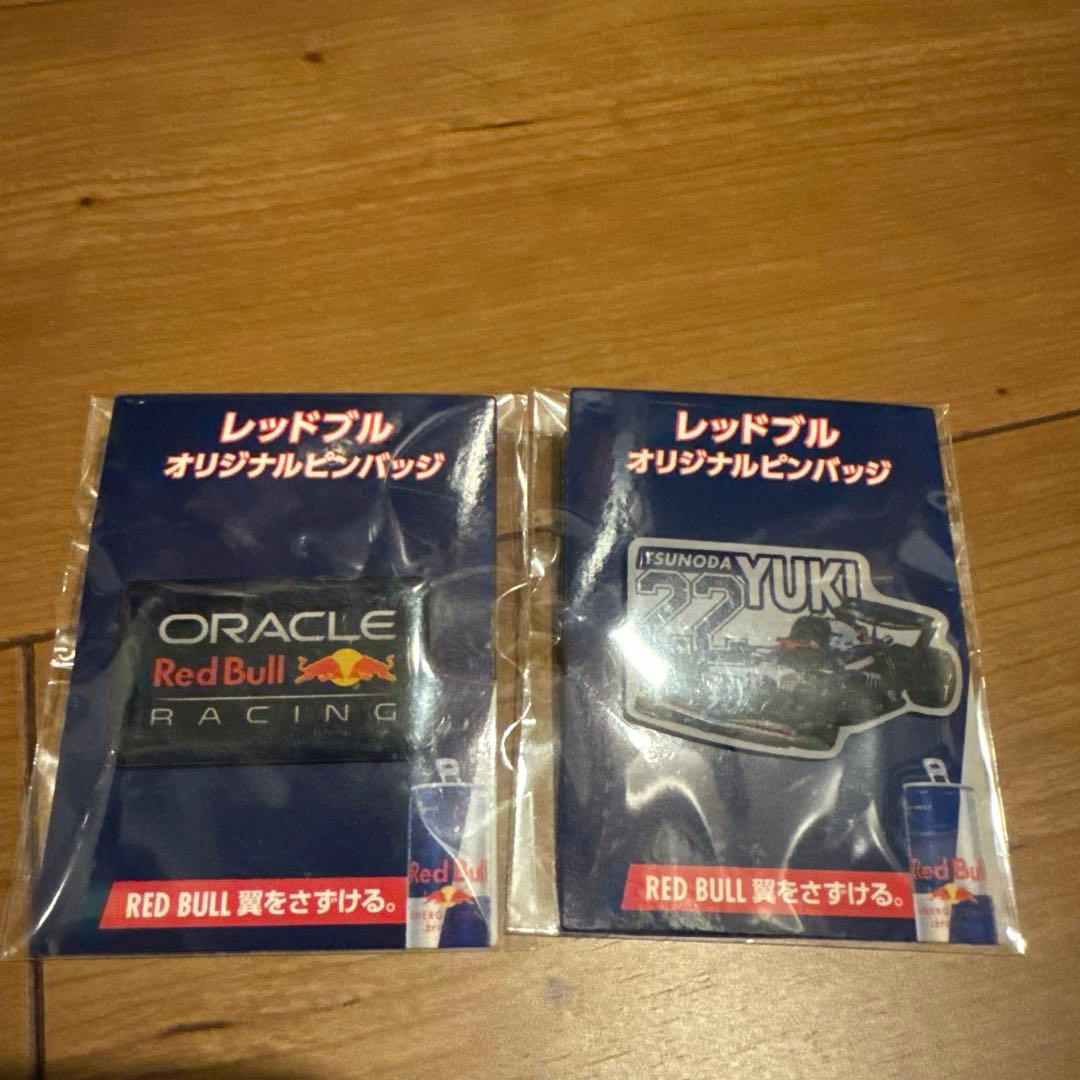 レッドブル
オリジナルピンバッジ
ORACLE
Red Bull
RACING
RED BULL 翼をさずける。
Red Bull
レッドブル
オリジナルピンバッジ
TSUNODA
22 YUKI
RED BULL 翼をさずける。
Red Bull